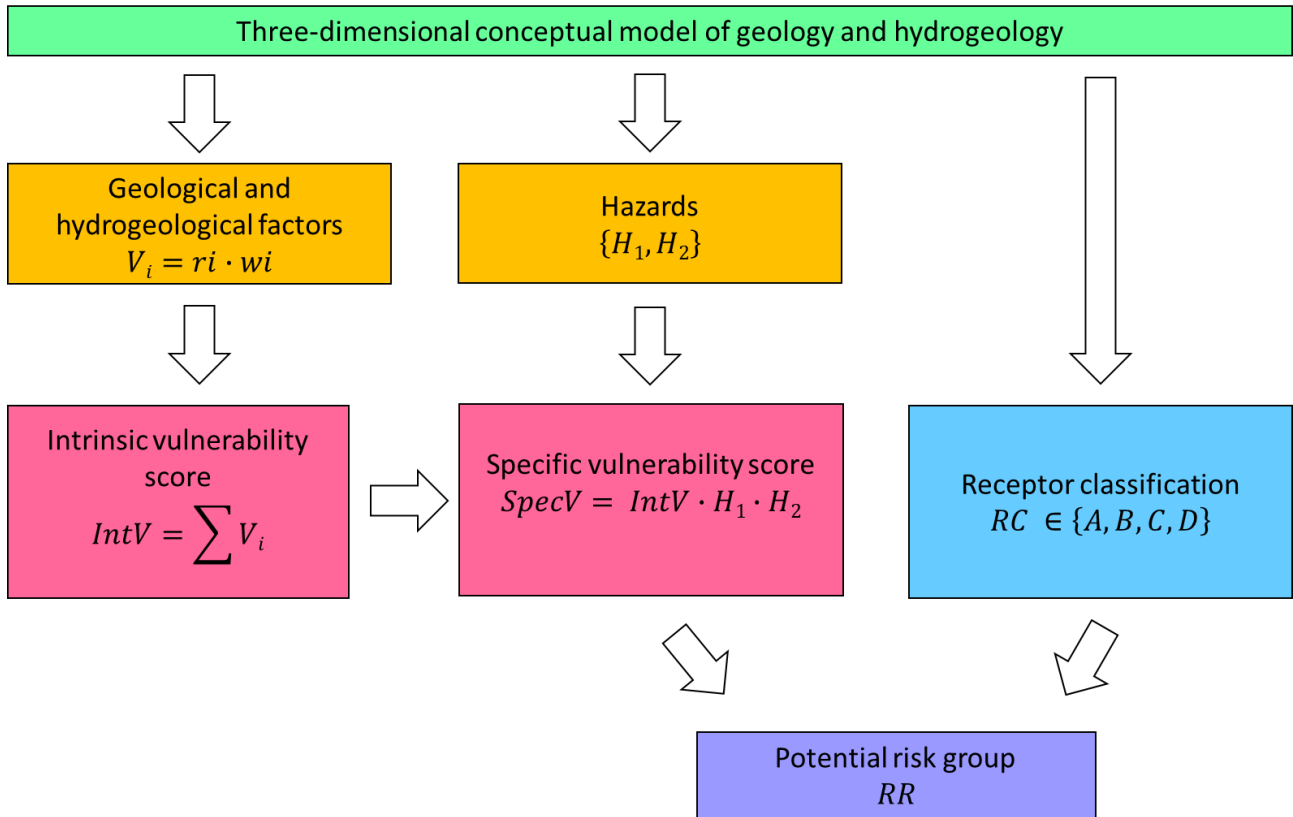 Three-dimensional conceptual model of geology and hydrogeology
Geological and
hydrogeological factors
V_i = ri · wi
Hazards
{H_1, H_2}
Intrinsic vulnerability
score
IntV = ∑ V_i
Specific vulnerability score
SpecV = IntV · H_1 · H_2
Receptor classification
RC ∈ {A, B, C, D}
Potential risk group
RR